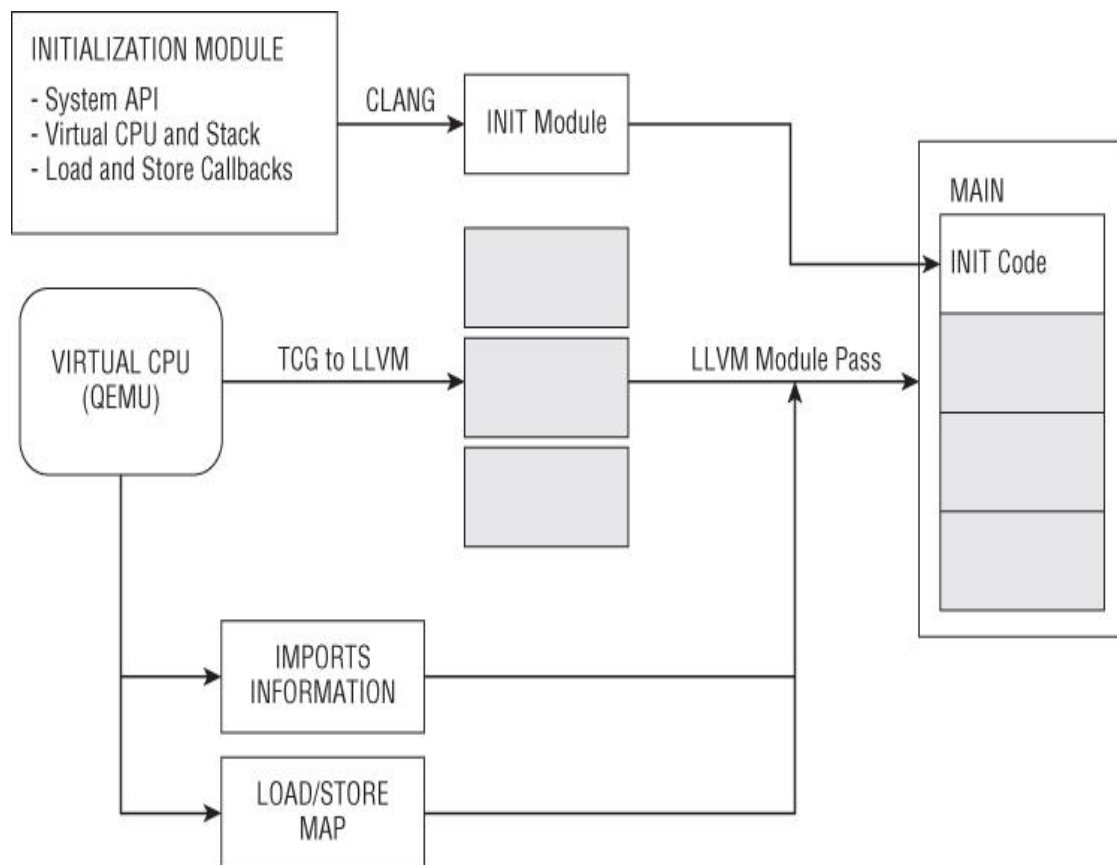 INITIALIZATION MODULE
- System API
- Virtual CPU and Stack
- Load and Store Callbacks
CLANG
INIT Module
MAIN
INIT Code
VIRTUAL CPU
(QEMU)
TCG to LLVM
LLVM Module Pass
IMPORTS
INFORMATION
LOAD/STORE
MAP